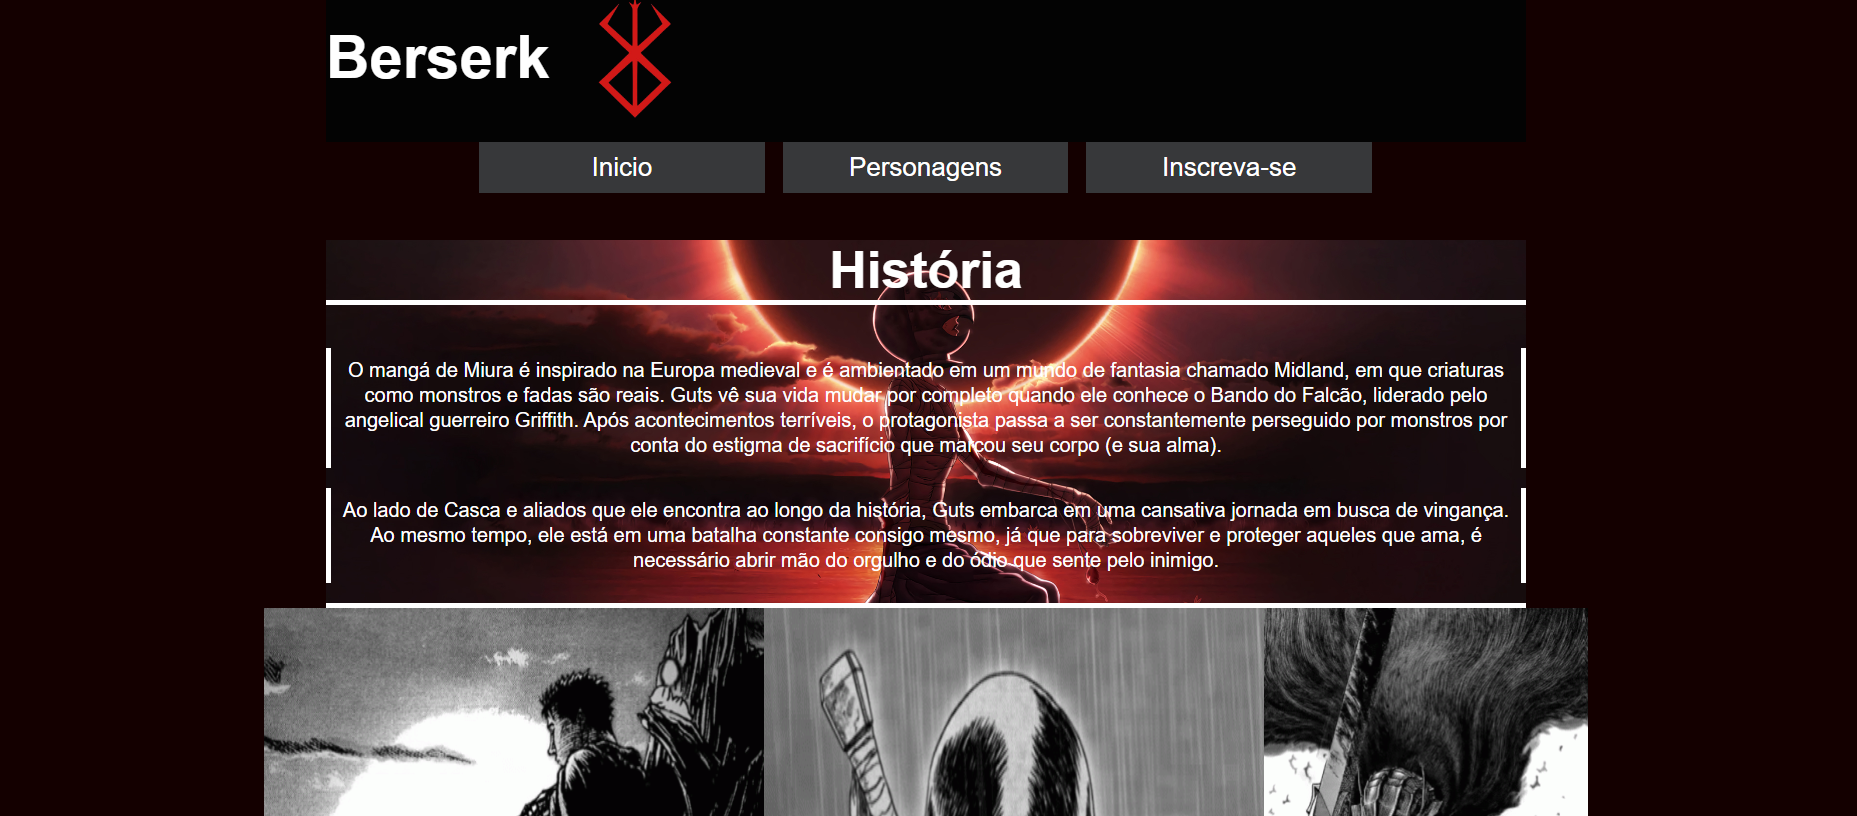 Berserk
Inicio
Personagens
Inscreva-se
História
O mangá de Miura é inspirado na Europa medieval e é ambientado em um mundo de fantasia chamado Midland, em que criaturas
como monstros e fadas são reais. Guts vê sua vida mudar por completo quando ele conhece o Bando do Falcão, liderado pelo
angelical guerreiro Griffith. Após acontecimentos terríveis, o protagonista passa a ser constantemente perseguido por monstros por
conta do estigma de sacrifício que marcou seu corpo (e sua alma).
Ao lado de Casca e aliados que ele encontra ao longo da história, Guts embarca em uma cansativa jornada em busca de vingança.
Ao mesmo tempo, ele está em uma batalha constante consigo mesmo, já que para sobreviver e proteger aqueles que ama, é
necessário abrir mão do orgulho e do ódio que sente pelo inimigo.